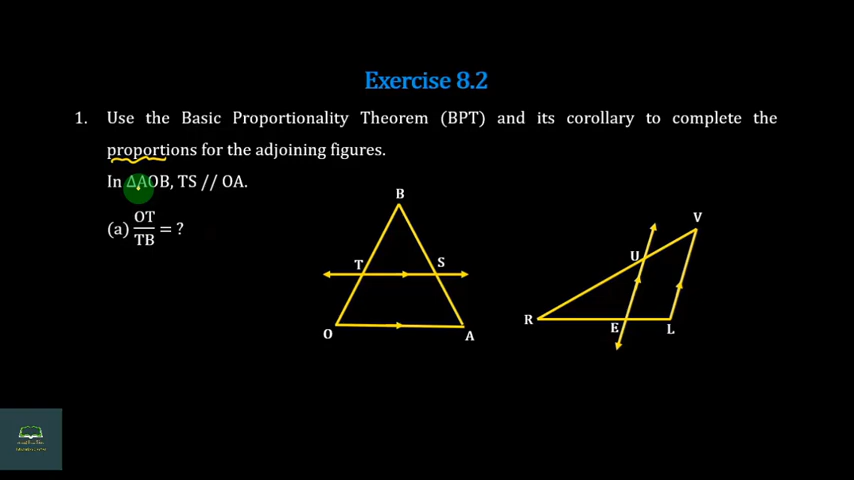 Exercise 8.2
1. Use the Basic Proportionality Theorem (BPT) and its corollary to complete the
proportions for the adjoining figures.
In ΔAOB, TS // OA.
(a) OT/TB = ?
B
T S
O A
V
U
R E L